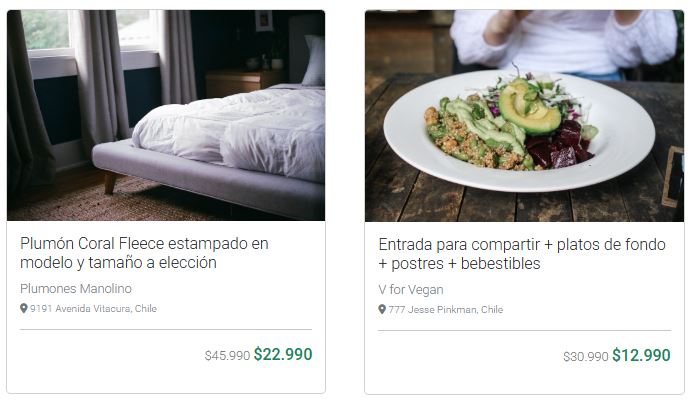 Plumón Coral Fleece estampado en
modelo y tamaño a elección
Plumones Manolino
9191 Avenida Vitacura, Chile
$45.990 $22.990
Entrada para compartir + platos de fondo
+ postres + bebestibles
V for Vegan
777 Jesse Pinkman, Chile
$30.990 $12.990